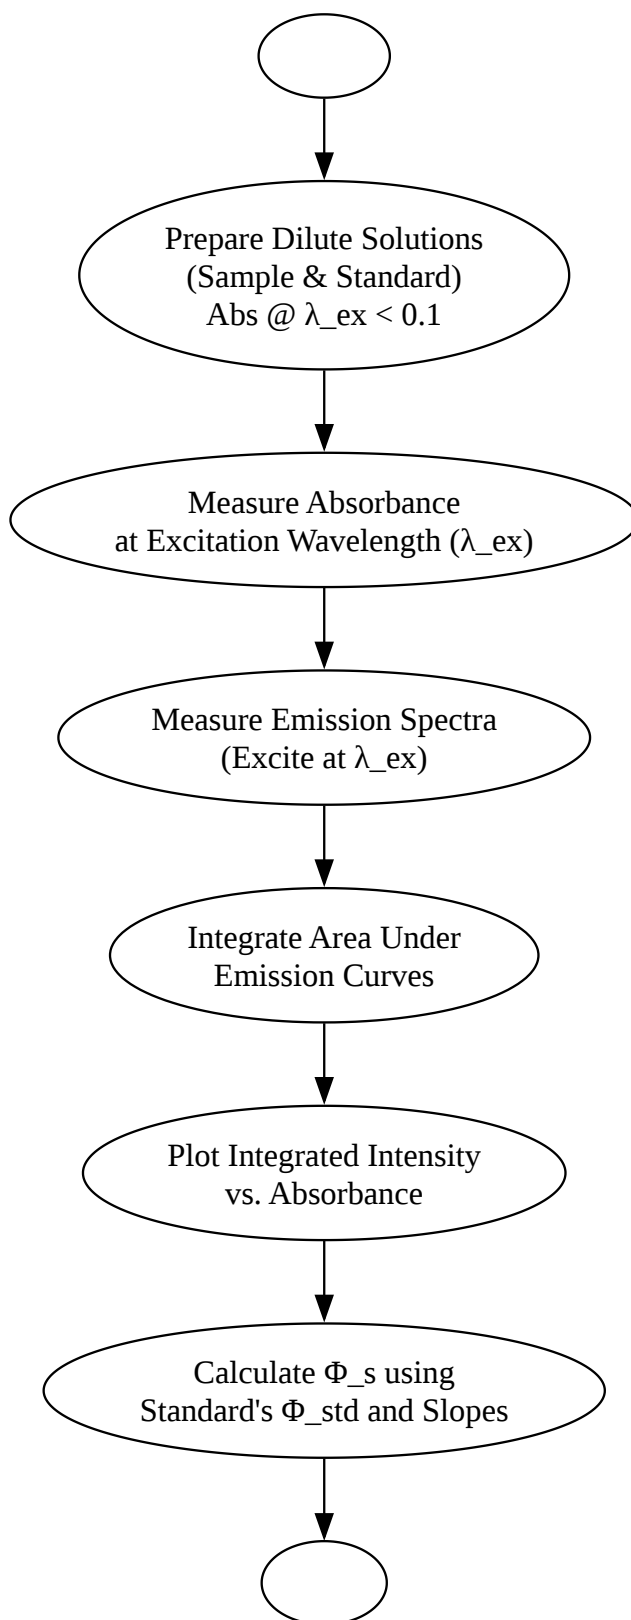 Prepare Dilute Solutions
(Sample & Standard)
Abs @ λ_ex < 0.1
Measure Absorbance
at Excitation Wavelength (λ_ex)
Measure Emission Spectra
(Excite at λ_ex)
Integrate Area Under
Emission Curves
Plot Integrated Intensity
vs. Absorbance
Calculate Φ_s using
Standard's Φ_std and Slopes